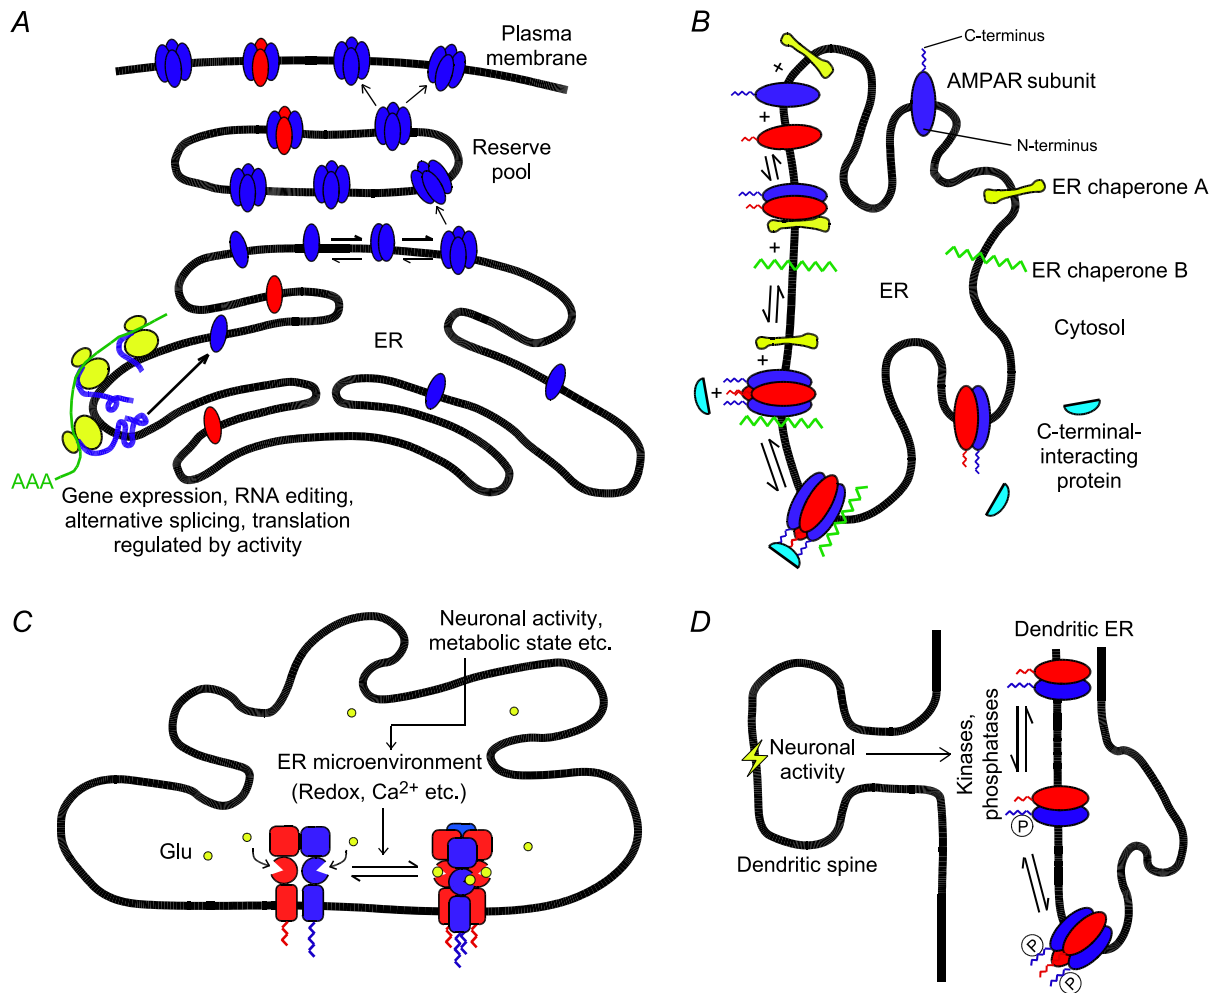 A
Plasma
membrane
Reserve
pool
ER
AAA
Gene expression, RNA editing,
alternative splicing, translation
regulated by activity
B
C-terminus
AMPAR subunit
N-terminus
ER chaperone A
ER chaperone B
ER
Cytosol
C-terminal-
interacting
protein
+
+
+
+
+
C
Neuronal activity,
metabolic state etc.
ER microenvironment
(Redox, Ca²⁺ etc.)
Glu
D
Dendritic ER
Neuronal
activity
Kinases,
phosphatases
Dendritic spine
P
P
P